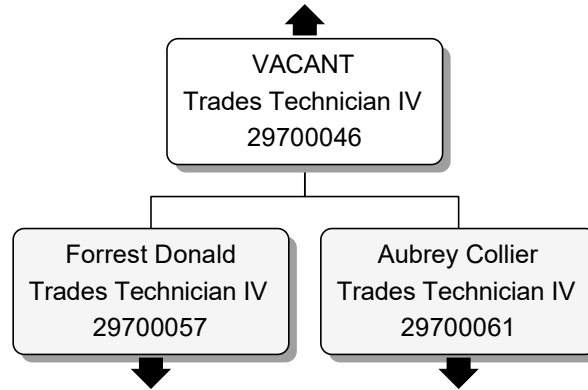 VACANT
Trades Technician IV
29700046
Forrest Donald
Trades Technician IV
29700057
Aubrey Collier
Trades Technician IV
29700061